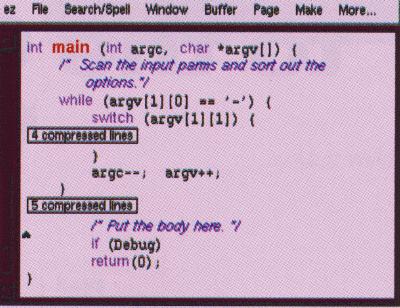 ez File Search/Spell Window Buffer Page Make More...
int main (int argc, char *argv[]) {
/* Scan the input parms and sort out the
options.*/
while (argv[1][0] == '-') {
switch (argv[1][1]) {
4 compressed lines
}
argc--; argv++;
}
5 compressed lines
/* Put the body here. */
if (Debug)
return(0);
}